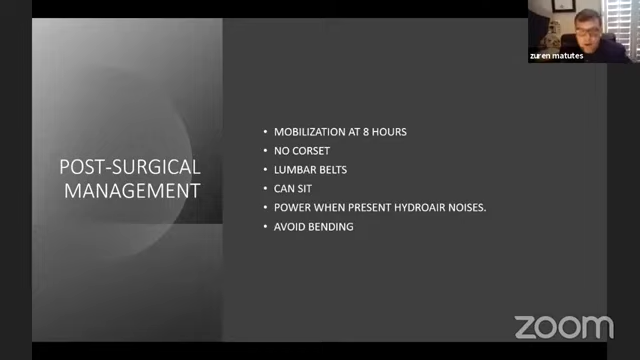 zuren matutes
POST-SURGICAL
MANAGEMENT
• MOBILIZATION AT 8 HOURS
• NO CORSET
• LUMBAR BELTS
• CAN SIT
• POWER WHEN PRESENT HYDROAIR NOISES.
• AVOID BENDING
zoom